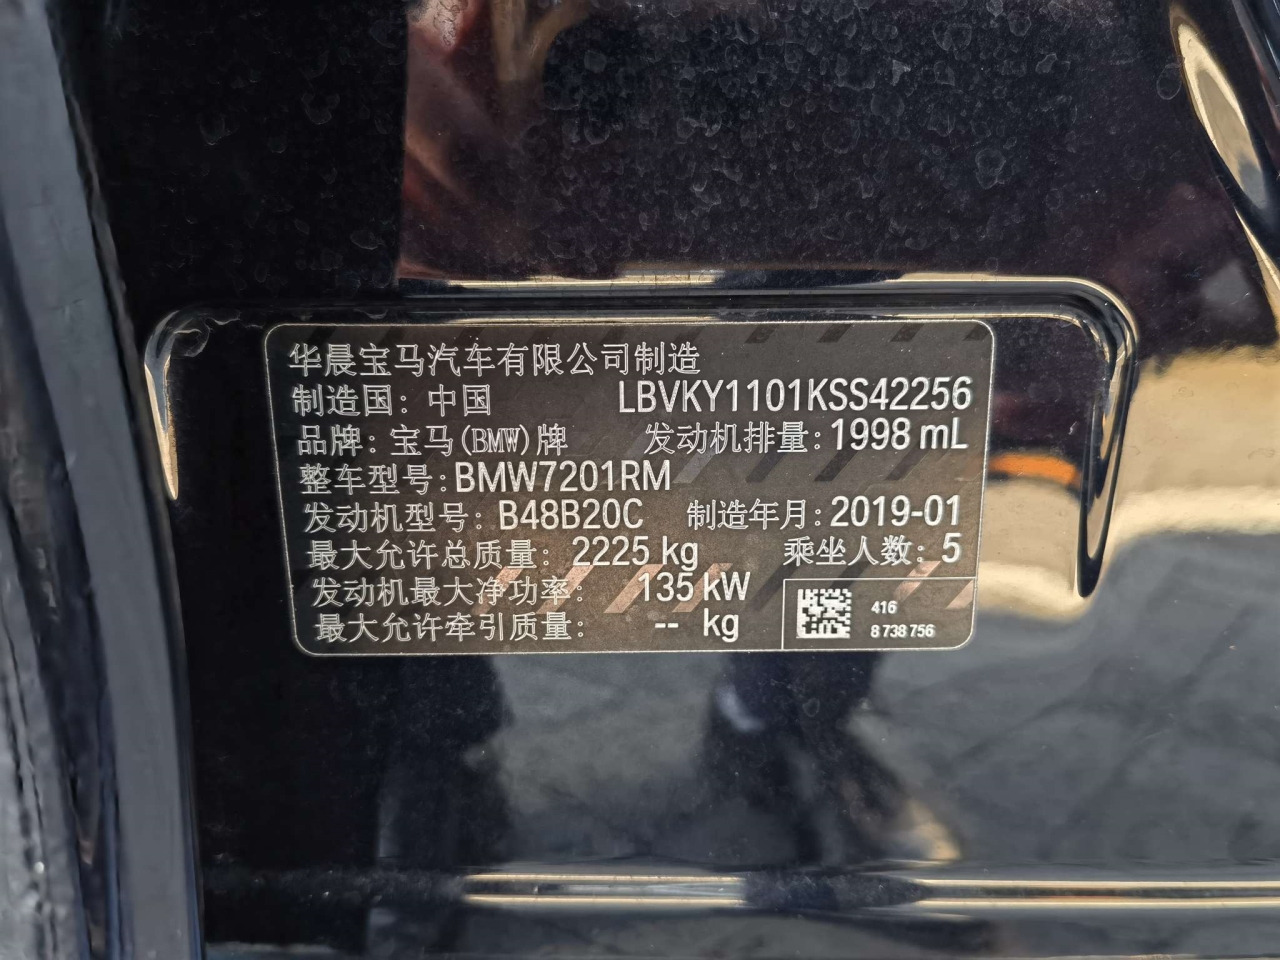 华晨宝马汽车有限公司制造
制造国：中国 LBVKY1101KSS42256
品牌：宝马(BMW)牌 发动机排量：1998 mL
整车型号：BMW7201RM
发动机型号：B48B20C 制造年月：2019-01
最大允许总质量：2225 kg 乘坐人数：5
发动机最大净功率：135 kW
最大允许牵引质量：-- kg
416
8 738 756